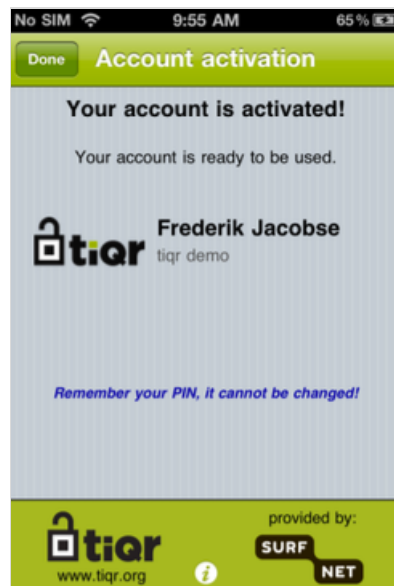 No SIM 9:55 AM 65%
Done Account activation
Your account is activated!
Your account is ready to be used.
tiqr Frederik Jacobse
tiqr demo
Remember your PIN, it cannot be changed!
tiqr
www.tiqr.org
i
provided by:
SURF
NET